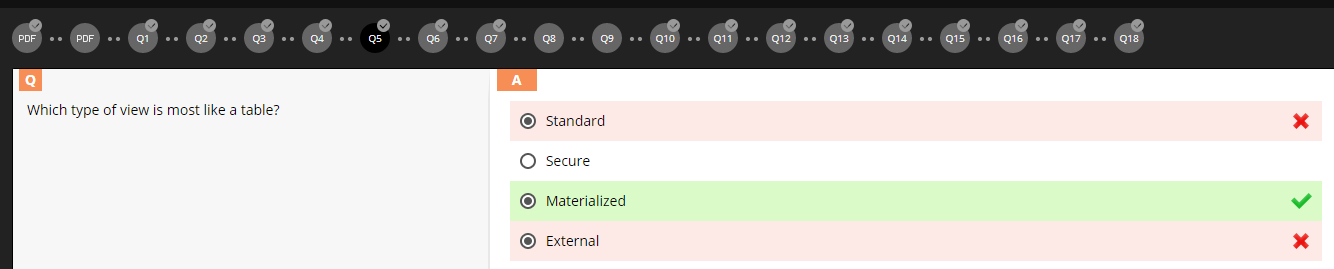 PDF PDF Q1 Q2 Q3 Q4 Q5 Q6 Q7 Q8 Q9 Q10 Q11 Q12 Q13 Q14 Q15 Q16 Q17 Q18
Q
Which type of view is most like a table?
A
Standard
Secure
Materialized
External